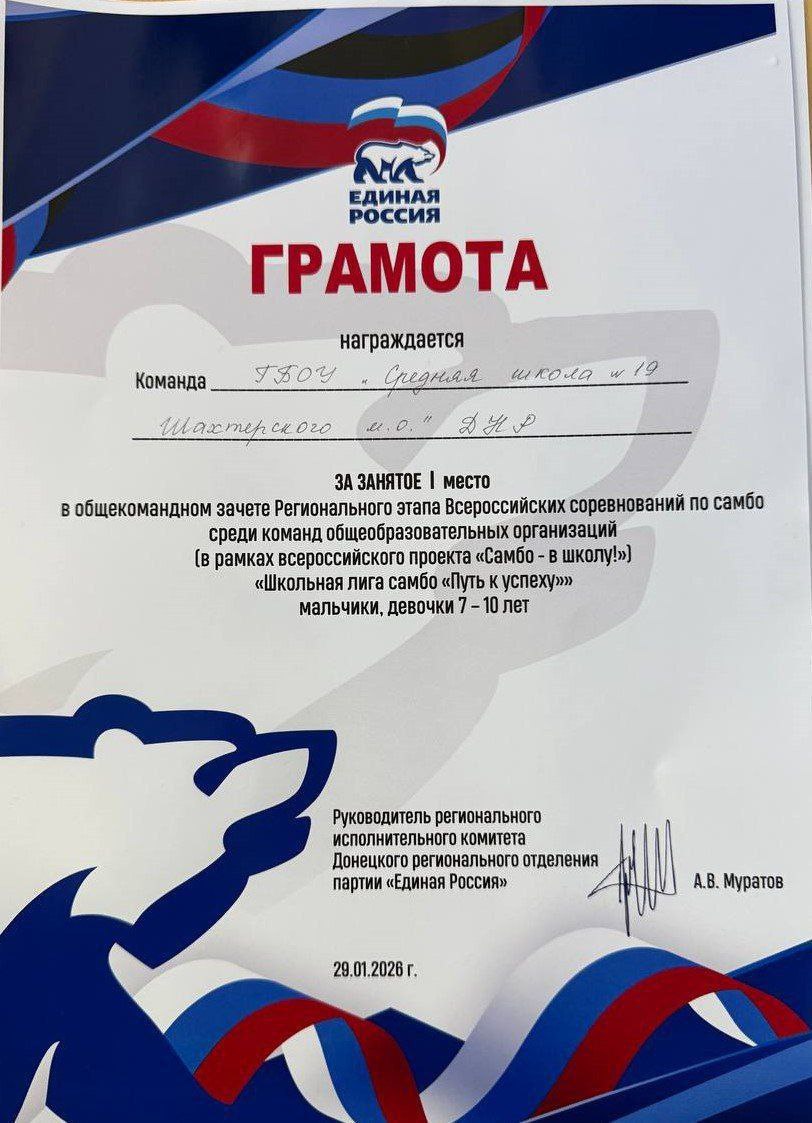 ЕДИНАЯ
РОССИЯ
ГРАМОТА
награждается
Команда ГБОУ "Средняя школа №19
Шахтерского м.о." ДНР
ЗА ЗАНЯТОЕ I место
в общекомандном зачете Регионального этапа Всероссийских соревнований по самбо
среди команд общеобразовательных организаций
(в рамках всероссийского проекта «Самбо - в школу!»)
«Школьная лига самбо «Путь к успеху»»
мальчики, девочки 7 – 10 лет
Руководитель регионального
исполнительного комитета
Донецкого регионального отделения
партии «Единая Россия»
А.В. Муратов
29.01.2026 г.